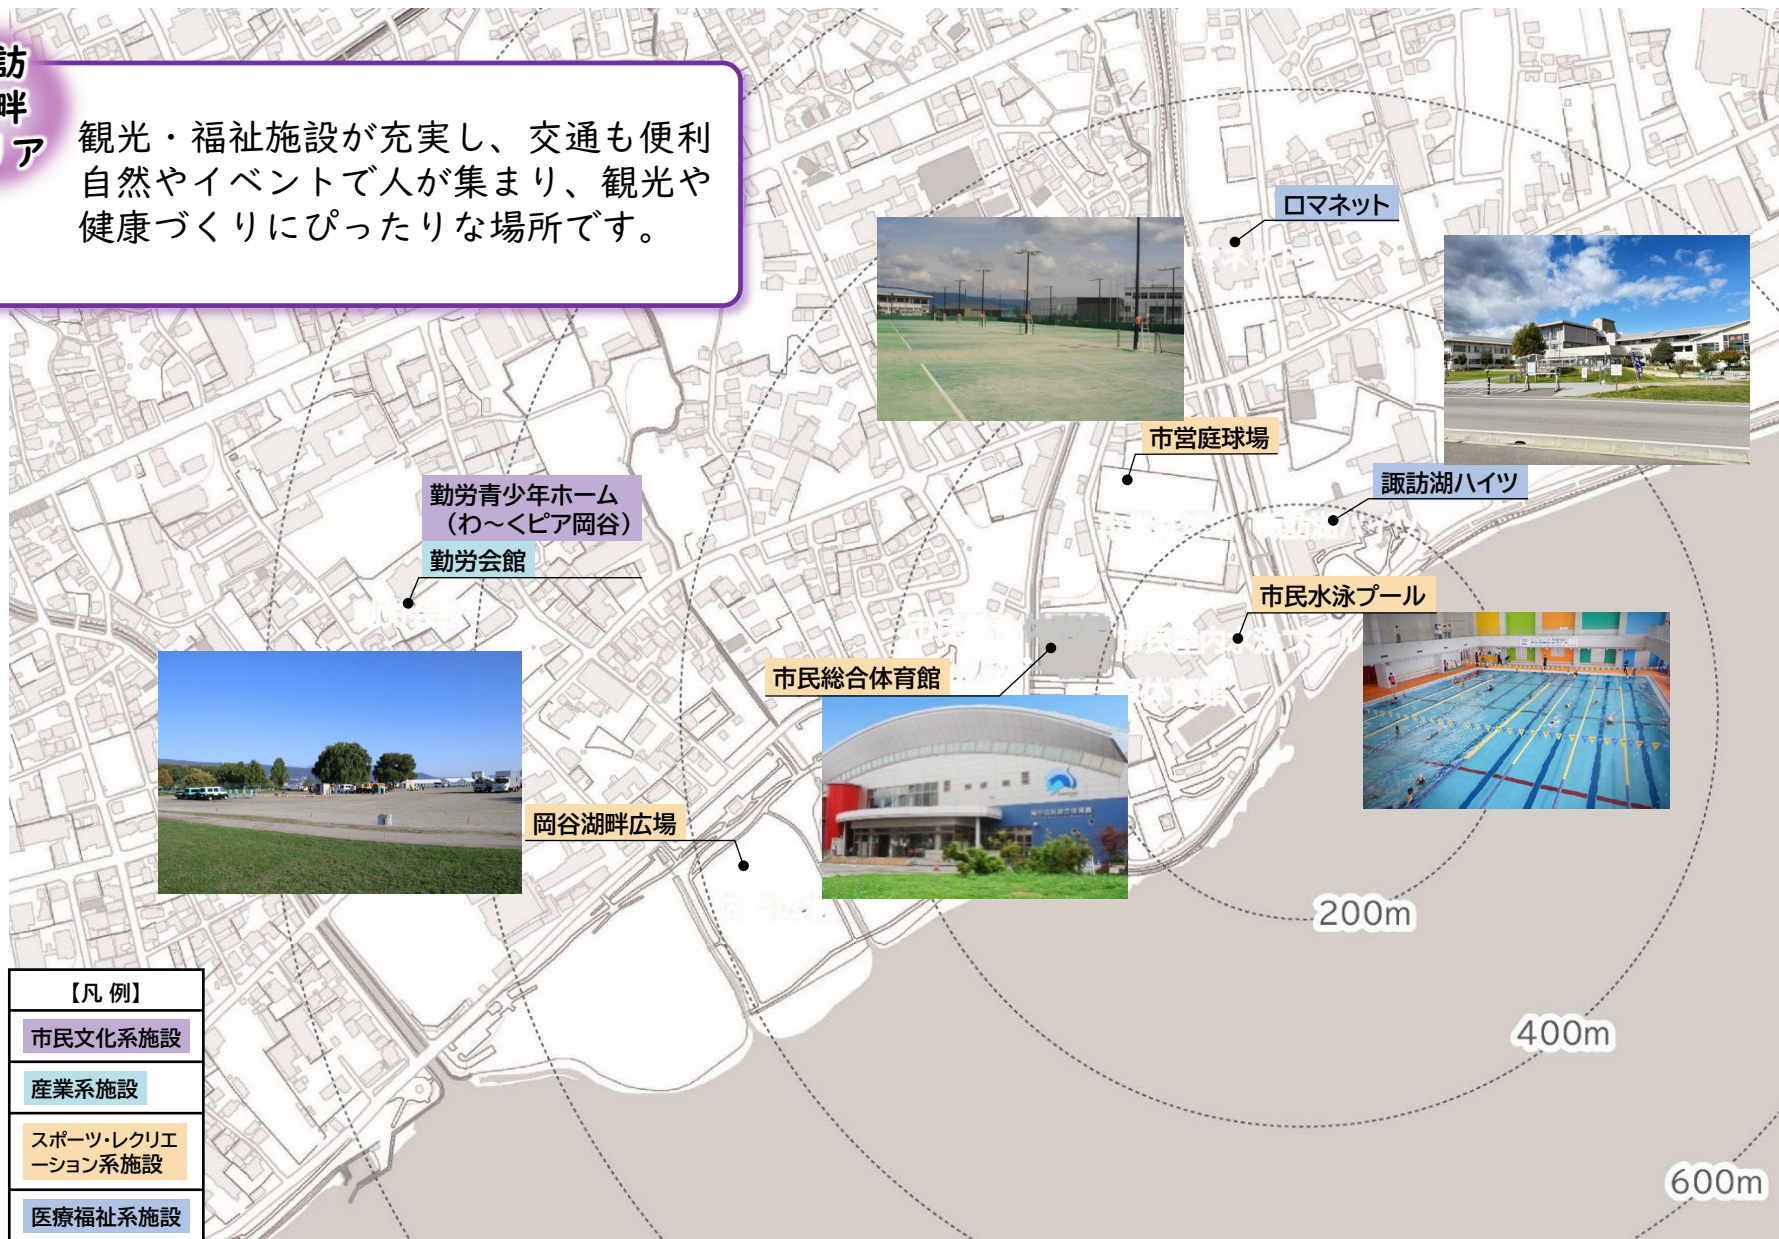 訪
畔
リア
観光・福祉施設が充実し、交通も便利
自然やイベントで人が集まり、観光や
健康づくりにぴったりな場所です。
ロマネット
市営庭球場
諏訪湖ハイツ
勤労青少年ホーム
（わ～くピア岡谷）
勤労会館
市民水泳プール
市民総合体育館
岡谷湖畔広場
200m
400m
600m
【凡 例】
市民文化系施設
産業系施設
スポーツ・レクリエ
ーション系施設
医療福祉系施設